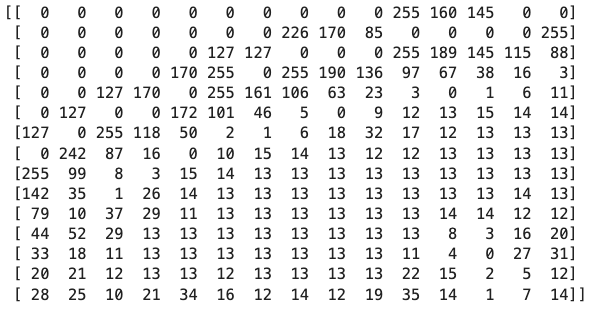 [[  0   0   0   0   0   0   0   0   0   0 255 160 145   0   0]
 [  0   0   0   0   0   0   0 226 170  85   0   0   0   0 255]
 [  0   0   0   0   0 127 127   0   0   0 255 189 145 115  88]
 [  0   0   0   0 170 255   0 255 190 136  97  67  38  16   3]
 [  0   0 127 170   0 255 161 106  63  23   3   0   1   6  11]
 [  0 127   0   0 172 101  46   5   0   9  12  13  15  14  14]
 [127   0 255 118  50   2   1   6  18  32  17  12  13  13  13]
 [  0 242  87  16   0  10  15  14  13  12  12  13  13  13  13]
 [255  99   8   3  15  14  13  13  13  13  13  13  13  13  13]
 [142  35   1  26  14  13  13  13  13  13  13  13  13  14  13]
 [ 79  10  37  29  11  13  13  13  13  13  13  14  14  12  12]
 [ 44  52  29  13  13  13  13  13  13  13  13   8   3  16  20]
 [ 33  18  11  13  13  13  13  13  13  13  11   4   0  27  31]
 [ 20  21  12  13  13  12  13  13  13  13  22  15   2   5  12]
 [ 28  25  10  21  34  16  12  14  12  19  35  14   1   7  14]]